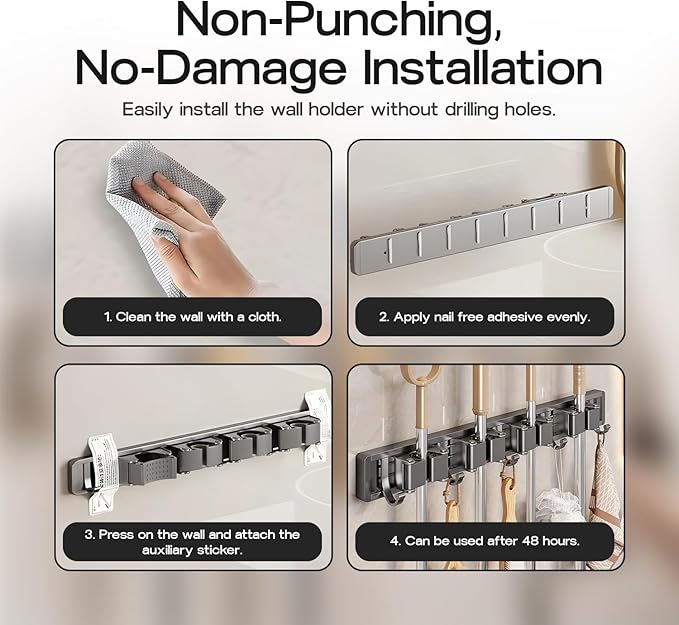 Non-Punching,
No-Damage Installation
Easily install the wall holder without drilling holes.
1. Clean the wall with a cloth.
2. Apply nail free adhesive evenly.
3. Press on the wall and attach the
auxiliary sticker.
4. Can be used after 48 hours.